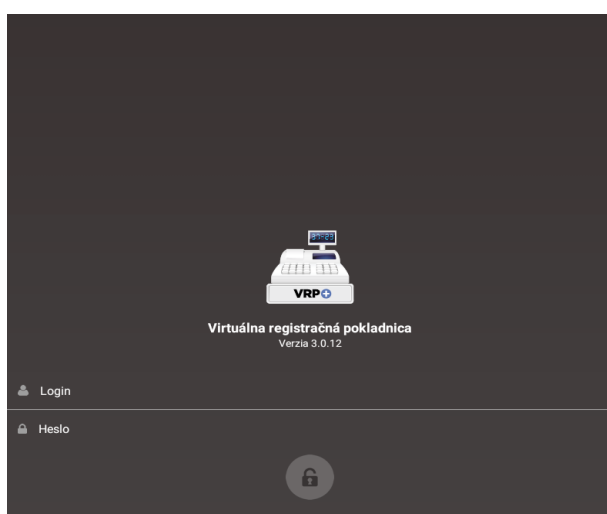 VRP
Virtuálna registračná pokladnica
Verzia 3.0.12
Login
Heslo